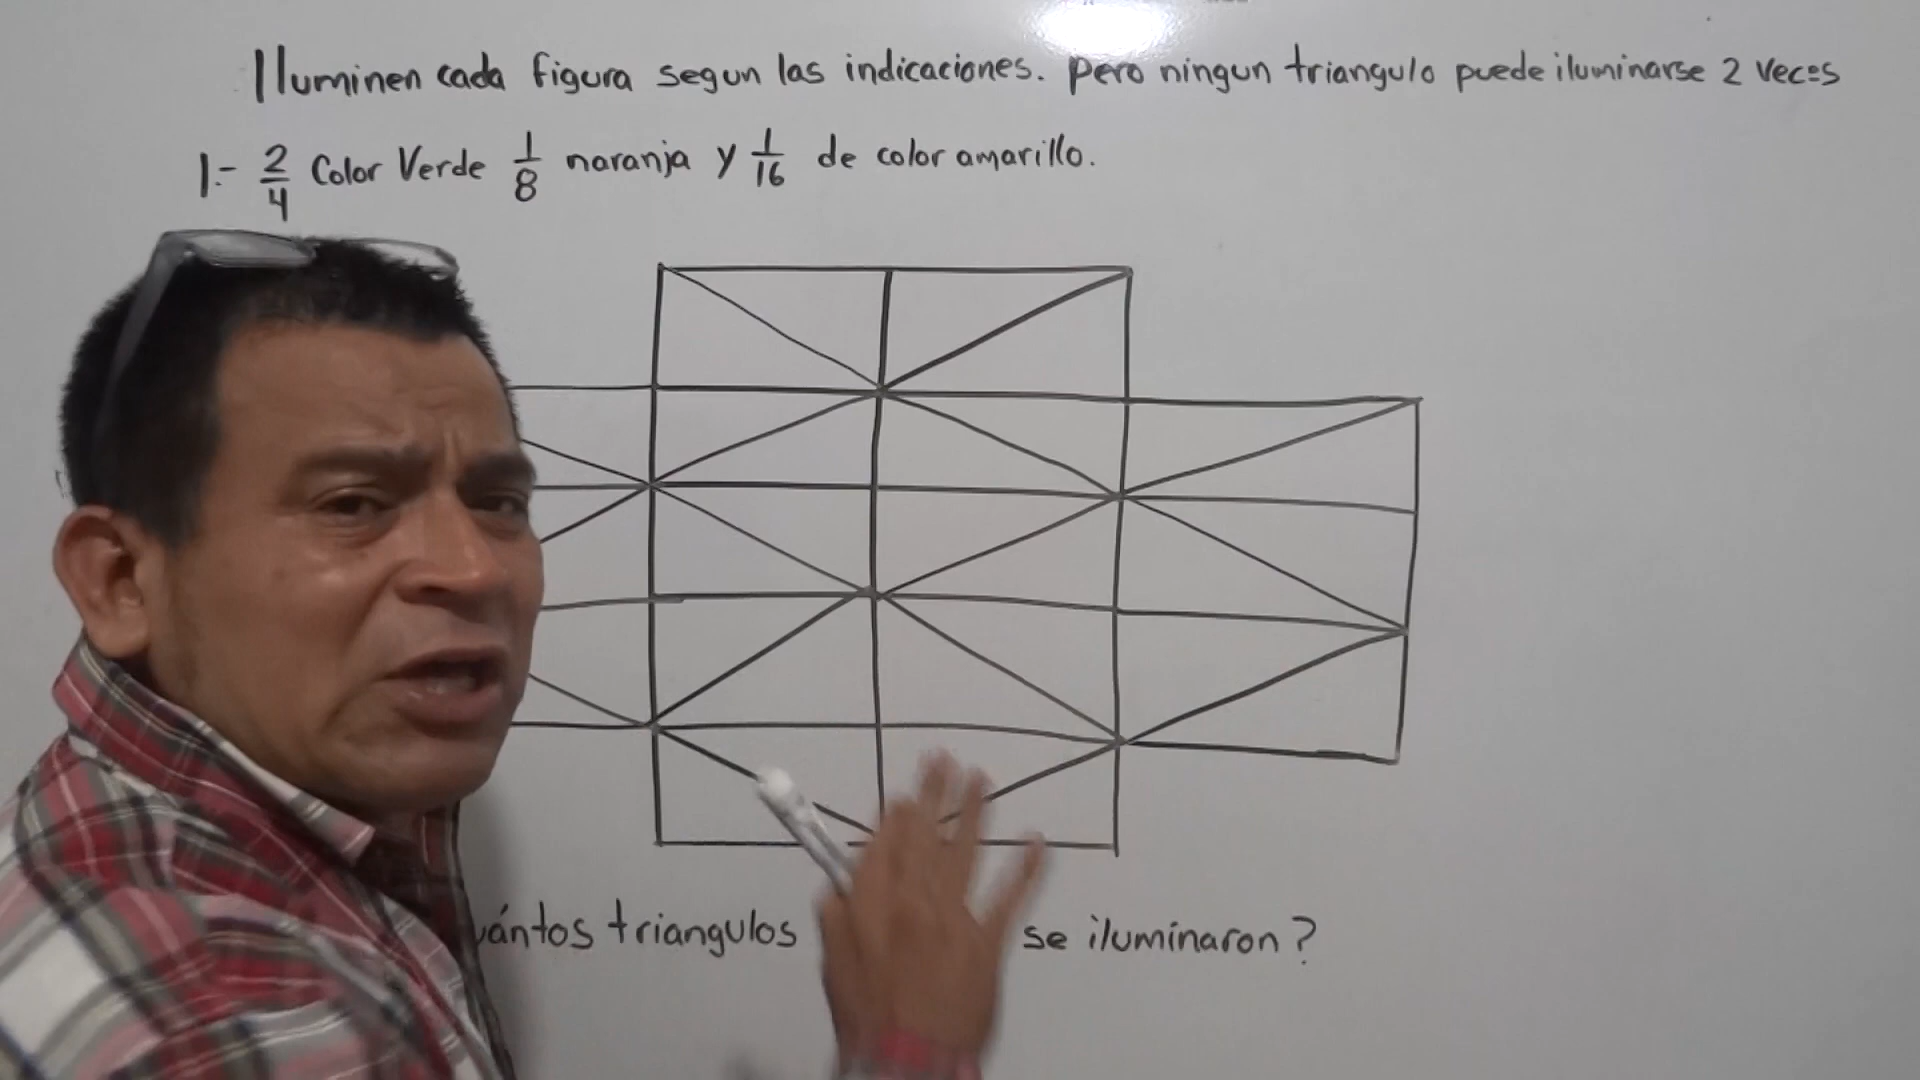 Iluminen cada figura segun las indicaciones. Pero ningun triangulo puede iluminarse 2 veces
1.- 2/4 Color Verde 1/8 naranja y 1/16 de color amarillo.
uántos triangulos se iluminaron?